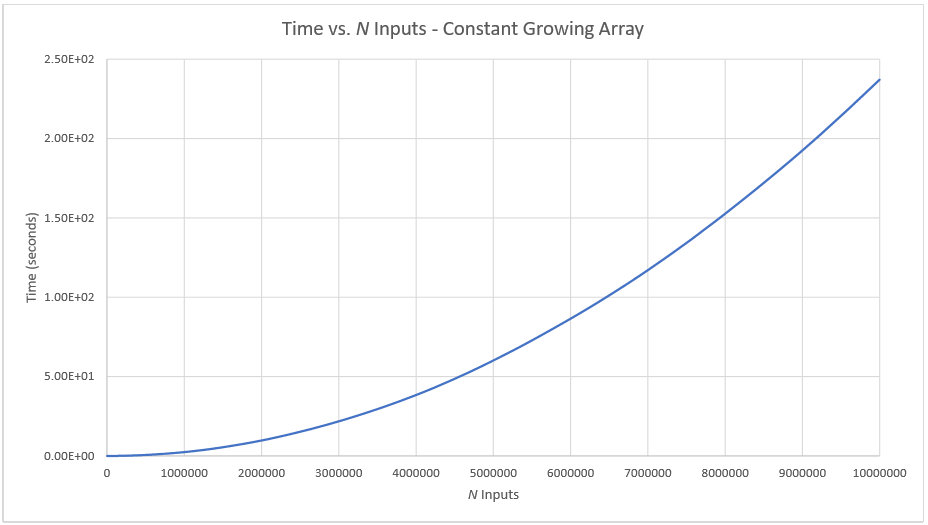 Time vs. N Inputs - Constant Growing Array
2.50E+02
2.00E+02
1.50E+02
1.00E+02
5.00E+01
0.00E+00
Time (seconds)
0 1000000 2000000 3000000 4000000 5000000 6000000 7000000 8000000 9000000 10000000
N Inputs